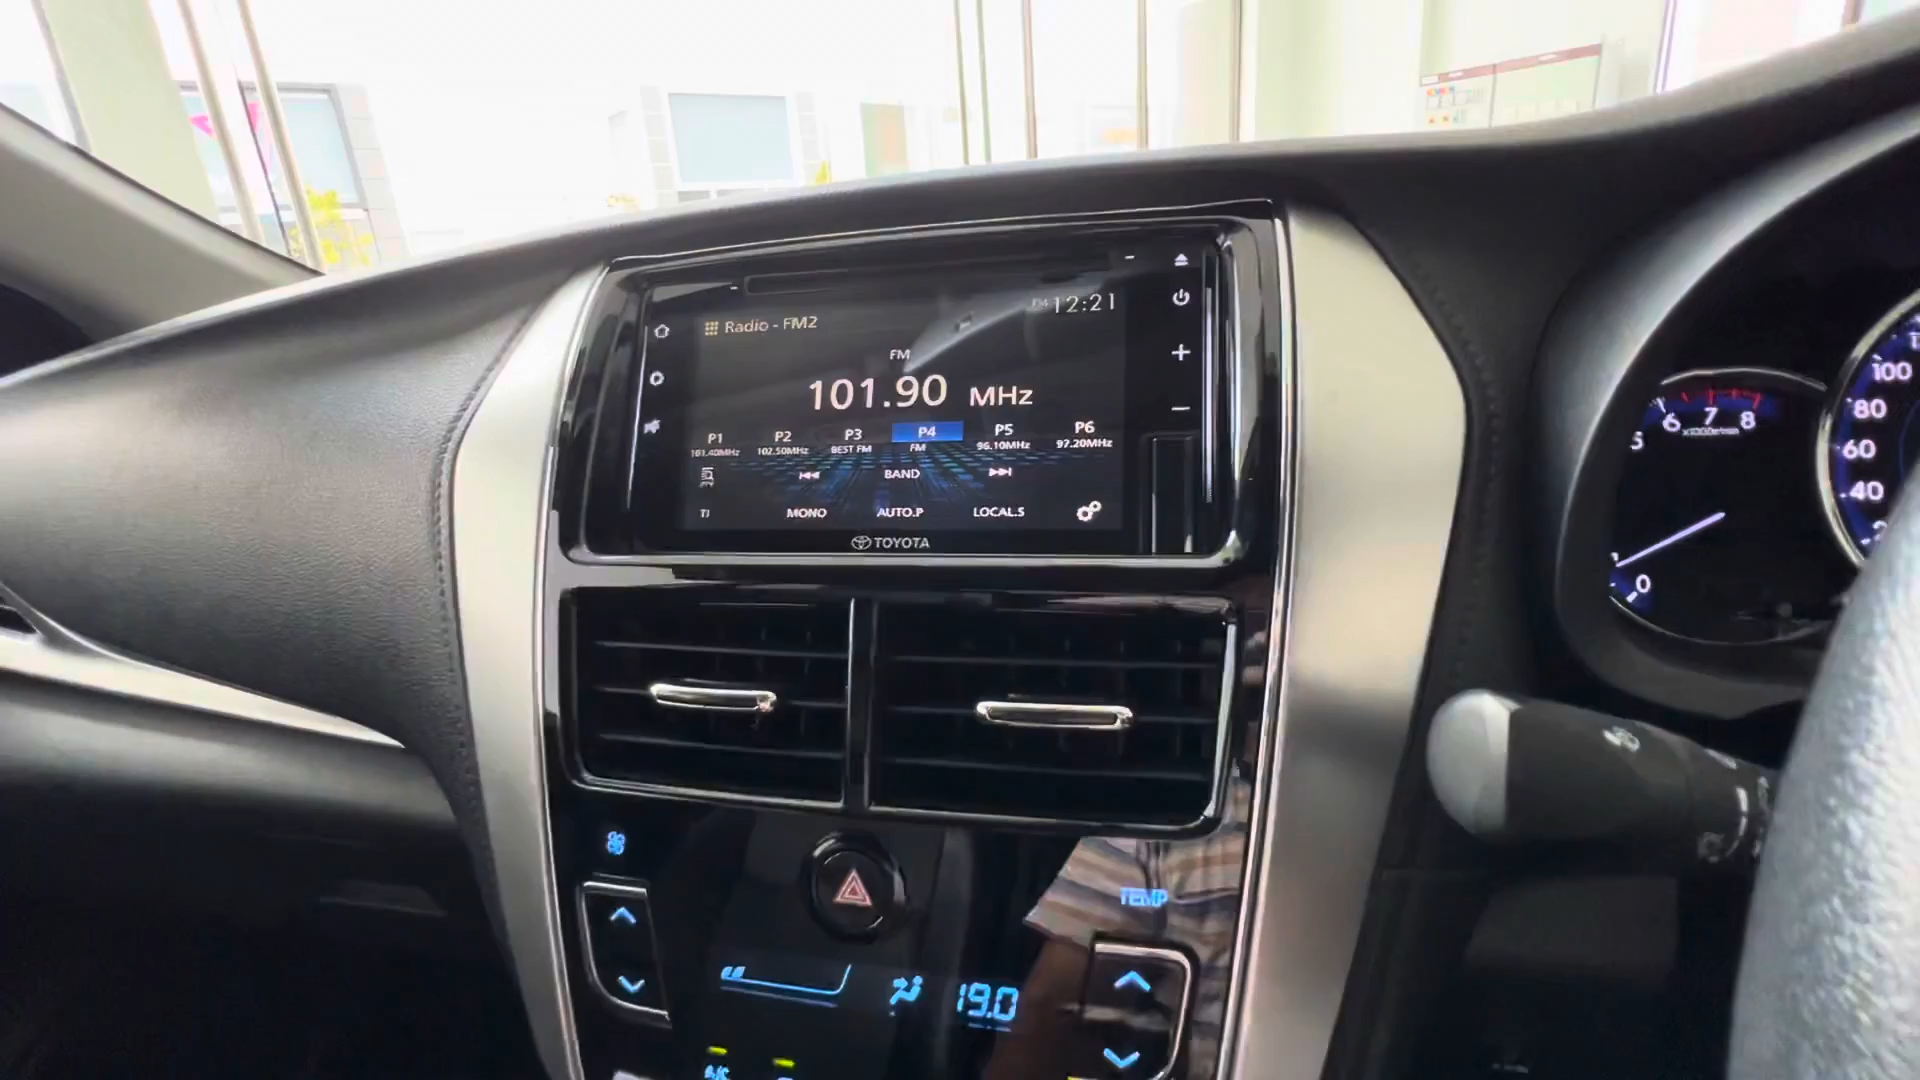 12:21
Radio - FM2
FM
101.90 MHz
P1 P2 P3 P4 P5 P6
101.40MHz 102.50MHz BEST FM FM 96.10MHz 97.20MHz
BAND
MONO AUTO.P LOCAL.S
TOYOTA
TEMP
19.0
A/C
5 6 7 8
0
100
80
60
40